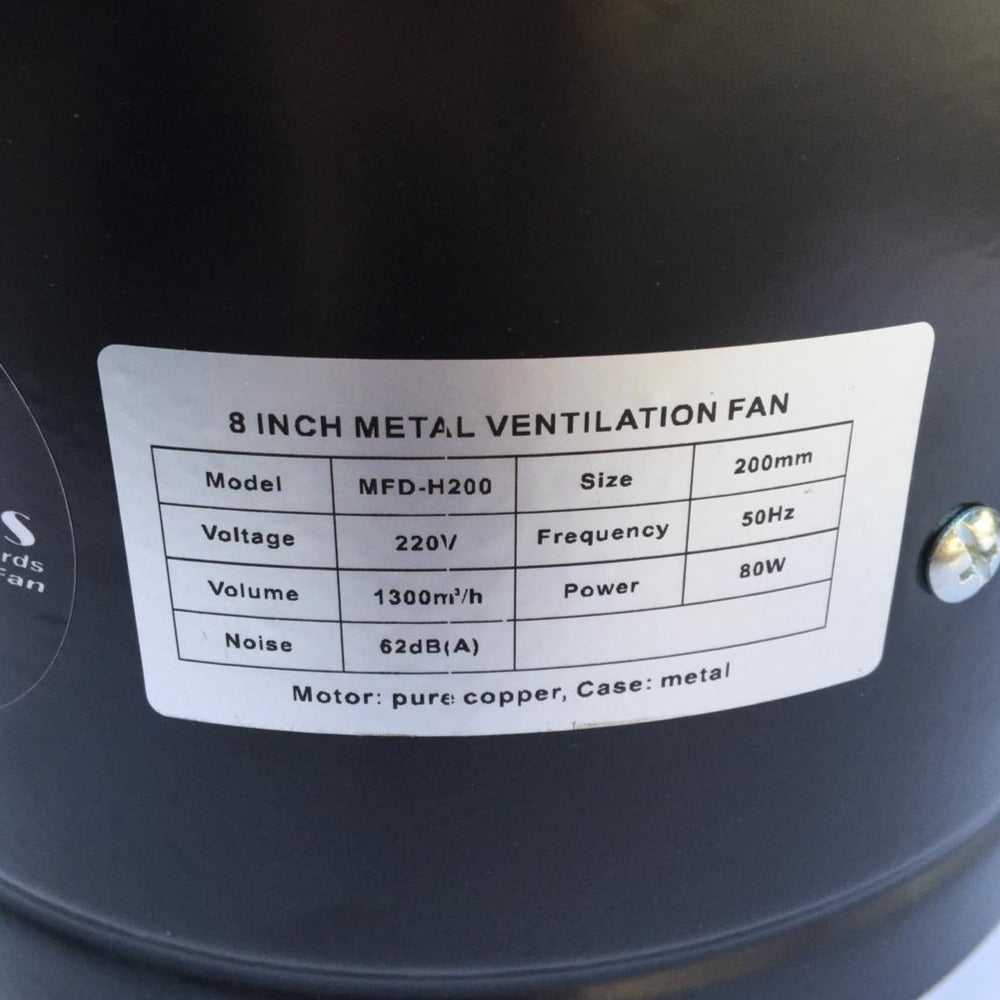 8 INCH METAL VENTILATION FAN
Model MFD-H200 Size 200mm
Voltage 220V Frequency 50Hz
Volume 1300m³/h Power 80W
Noise 62dB(A)
Motor: pure copper, Case: metal